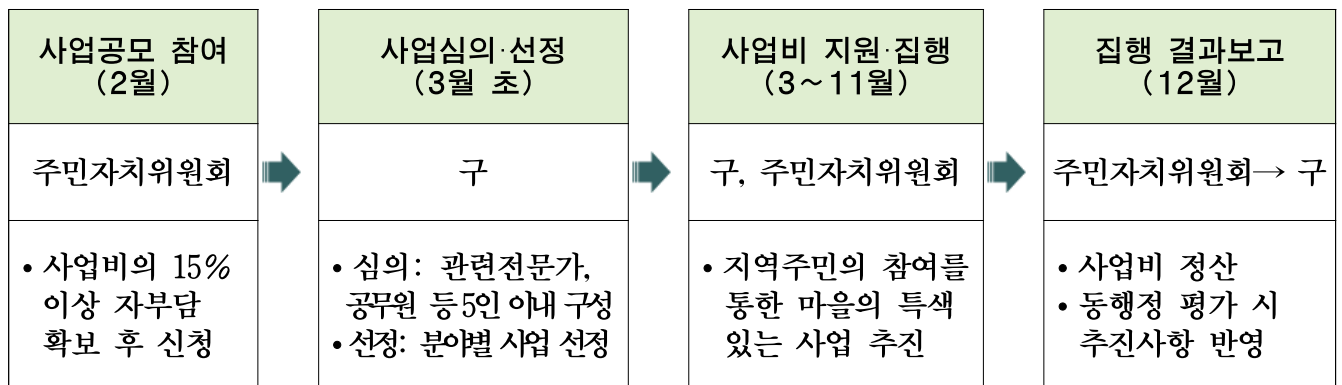 사업공모 참여
(2월)
주민자치위원회
• 사업비의 15%
이상 자부담
확보 후 신청
사업심의·선정
(3월 초)
구
• 심의: 관련전문가,
공무원 등 5인 이내 구성
• 선정: 분야별 사업 선정
사업비 지원·집행
(3～11월)
구, 주민자치위원회
• 지역주민의 참여를
통한 마을의 특색
있는 사업 추진
집행 결과보고
(12월)
주민자치위원회→ 구
• 사업비 정산
• 동행정 평가 시
추진사항 반영